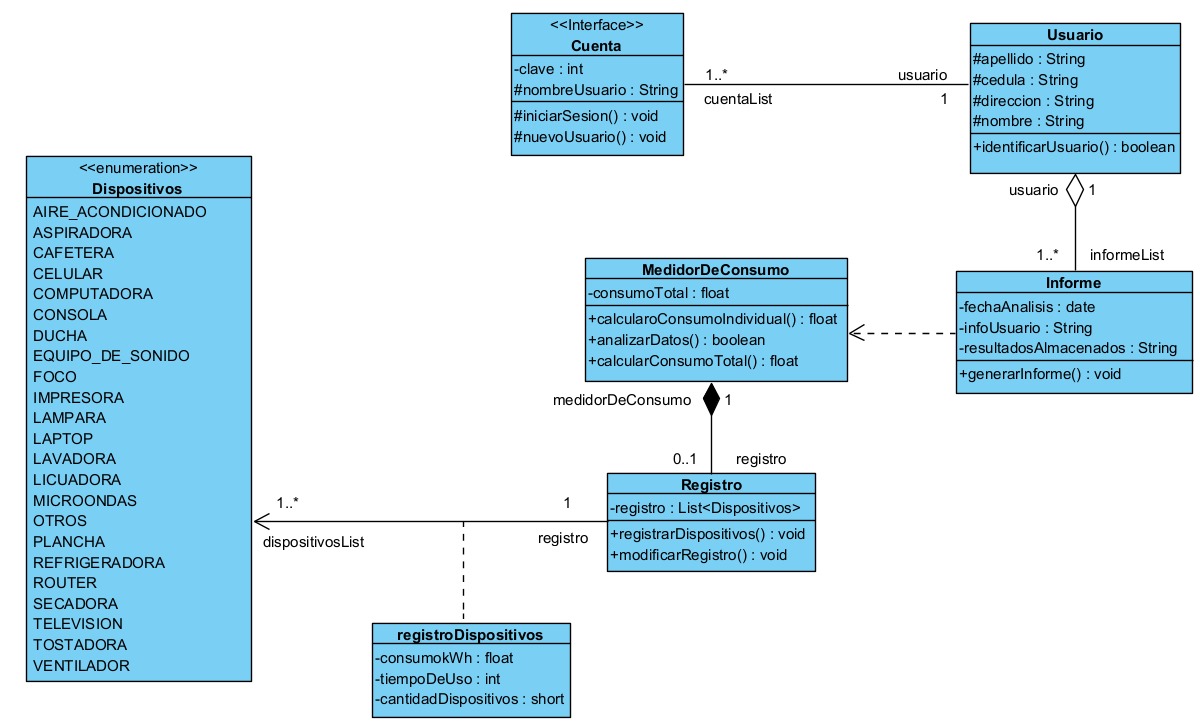 <<Interface>>
Cuenta
-clave : int
#nombreUsuario : String
#iniciarSesion() : void
#nuevoUsuario() : void
1..*
cuentaList
usuario
1
Usuario
#apellido : String
#cedula : String
#direccion : String
#nombre : String
+identificarUsuario() : boolean
usuario
1
1..*
informeList
Informe
-fechaAnalisis : date
-infoUsuario : String
-resultadosAlmacenados : String
+generarInforme() : void
MedidorDeConsumo
-consumoTotal : float
+calcularoConsumoIndividual() : float
+analizarDatos() : boolean
+calcularConsumoTotal() : float
medidorDeConsumo
1
0..1
registro
Registro
-registro : List<Dispositivos>
+registrarDispositivos() : void
+modificarRegistro() : void
1
registro
1..*
dispositivosList
<<enumeration>>
Dispositivos
AIRE_ACONDICIONADO
ASPIRADORA
CAFETERA
CELULAR
COMPUTADORA
CONSOLA
DUCHA
EQUIPO_DE_SONIDO
FOCO
IMPRESORA
LAMPARA
LAPTOP
LAVADORA
LICUADORA
MICROONDAS
OTROS
PLANCHA
REFRIGERADORA
ROUTER
SECADORA
TELEVISION
TOSTADORA
VENTILADOR
registroDispositivos
-consumokWh : float
-tiempoDeUso : int
-cantidadDispositivos : short